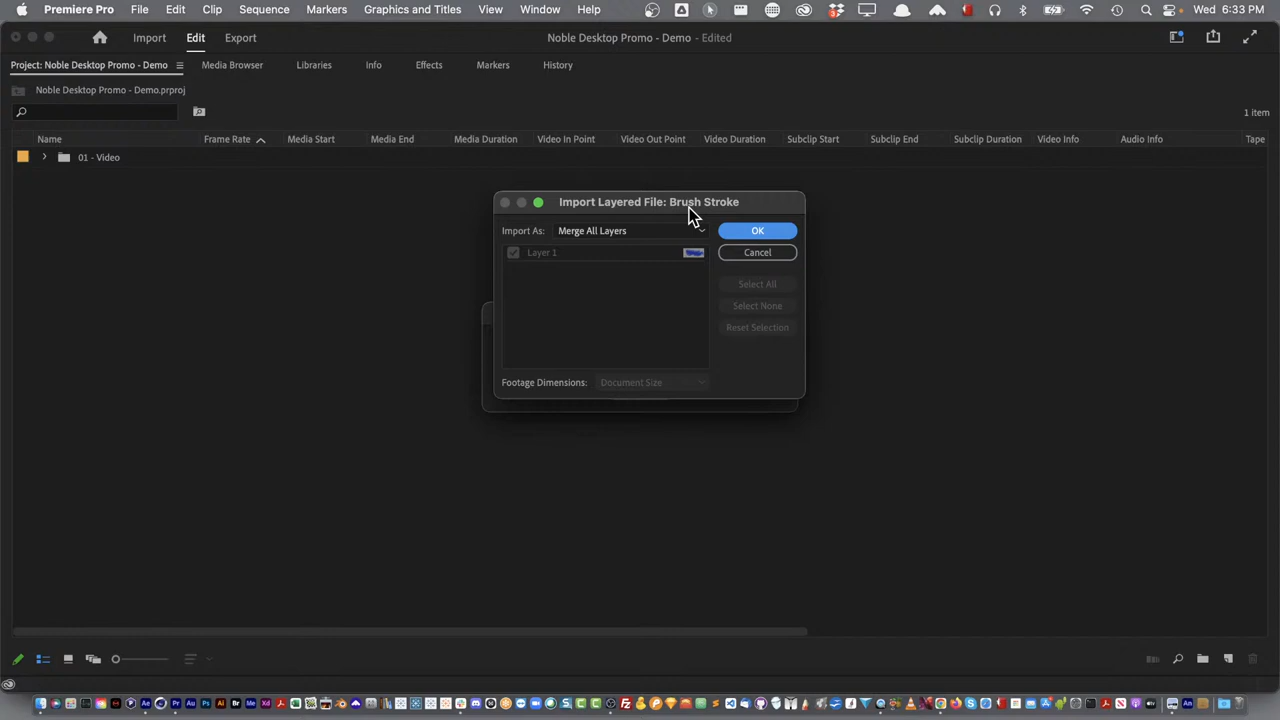 Premiere Pro File Edit Clip Sequence Markers Graphics and Titles View Window Help Wed 6:33 PM
Import Edit Export Noble Desktop Promo - Demo - Edited
Project: Noble Desktop Promo - Demo Media Browser Libraries Info Effects Markers History
Noble Desktop Promo - Demo.prproj
1 item
Name Frame Rate Media Start Media End Media Duration Video In Point Video Out Point Video Duration Subclip Start Subclip End Subclip Duration Video Info Audio Info Tape
01 - Video
Import Layered File: Brush Stroke
Import As: Merge All Layers OK
Layer 1 Cancel
Select All
Select None
Reset Selection
Footage Dimensions: Document Size